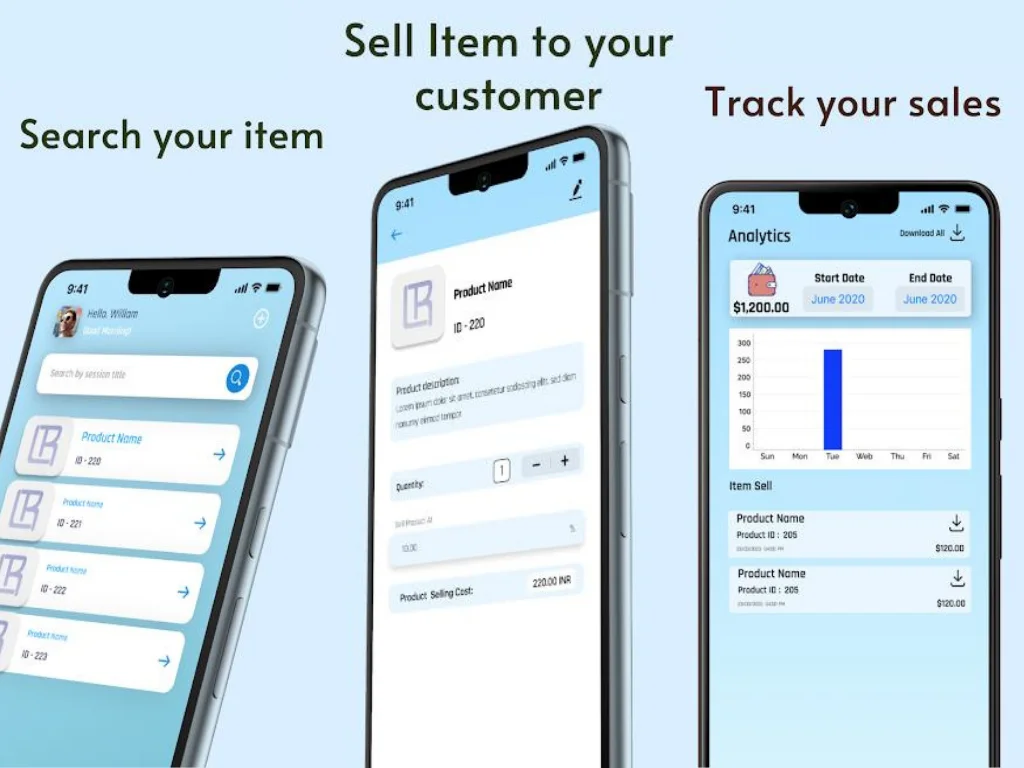 Search your item
9:41
Hello, William
Good Morning!
Search by session title
Product Name
ID - 220
Product Name
ID - 221
Product Name
ID - 222
Product Name
ID - 223
Sell Item to your
customer
9:41
Product Name
ID - 220
Product description:
Lorem ipsum dolor sit amet, consetetur sadipscing elitr, sed diam
nonumy eirmod tempor
Quantity:
1
- +
Sell Product At
10.00 %
Product Selling Cost: 220.00 INR
Track your sales
9:41
Analytics
Download All
Start Date End Date
$1,200.00 June 2020 June 2020
300
250
200
150
100
50
0
Sun Mon Tue Web Thu Fri Sat
Item Sell
Product Name
Product ID : 205
$120.00
Product Name
Product ID : 205
$120.00